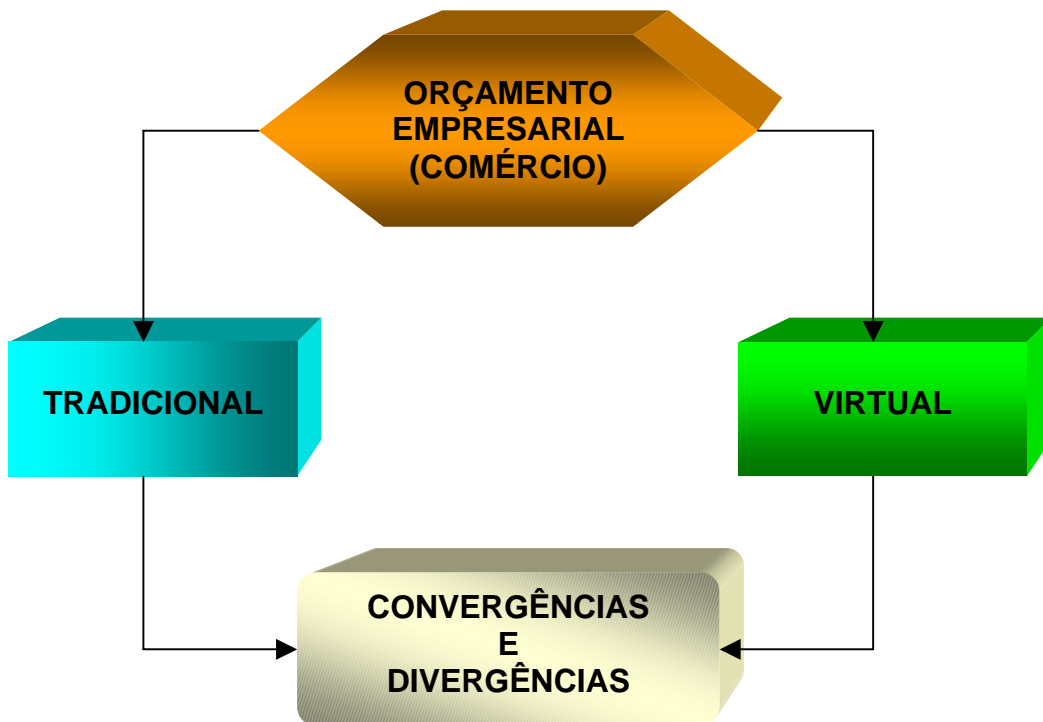 ORÇAMENTO
EMPRESARIAL
(COMÉRCIO)
TRADICIONAL
VIRTUAL
CONVERGÊNCIAS
E
DIVERGÊNCIAS